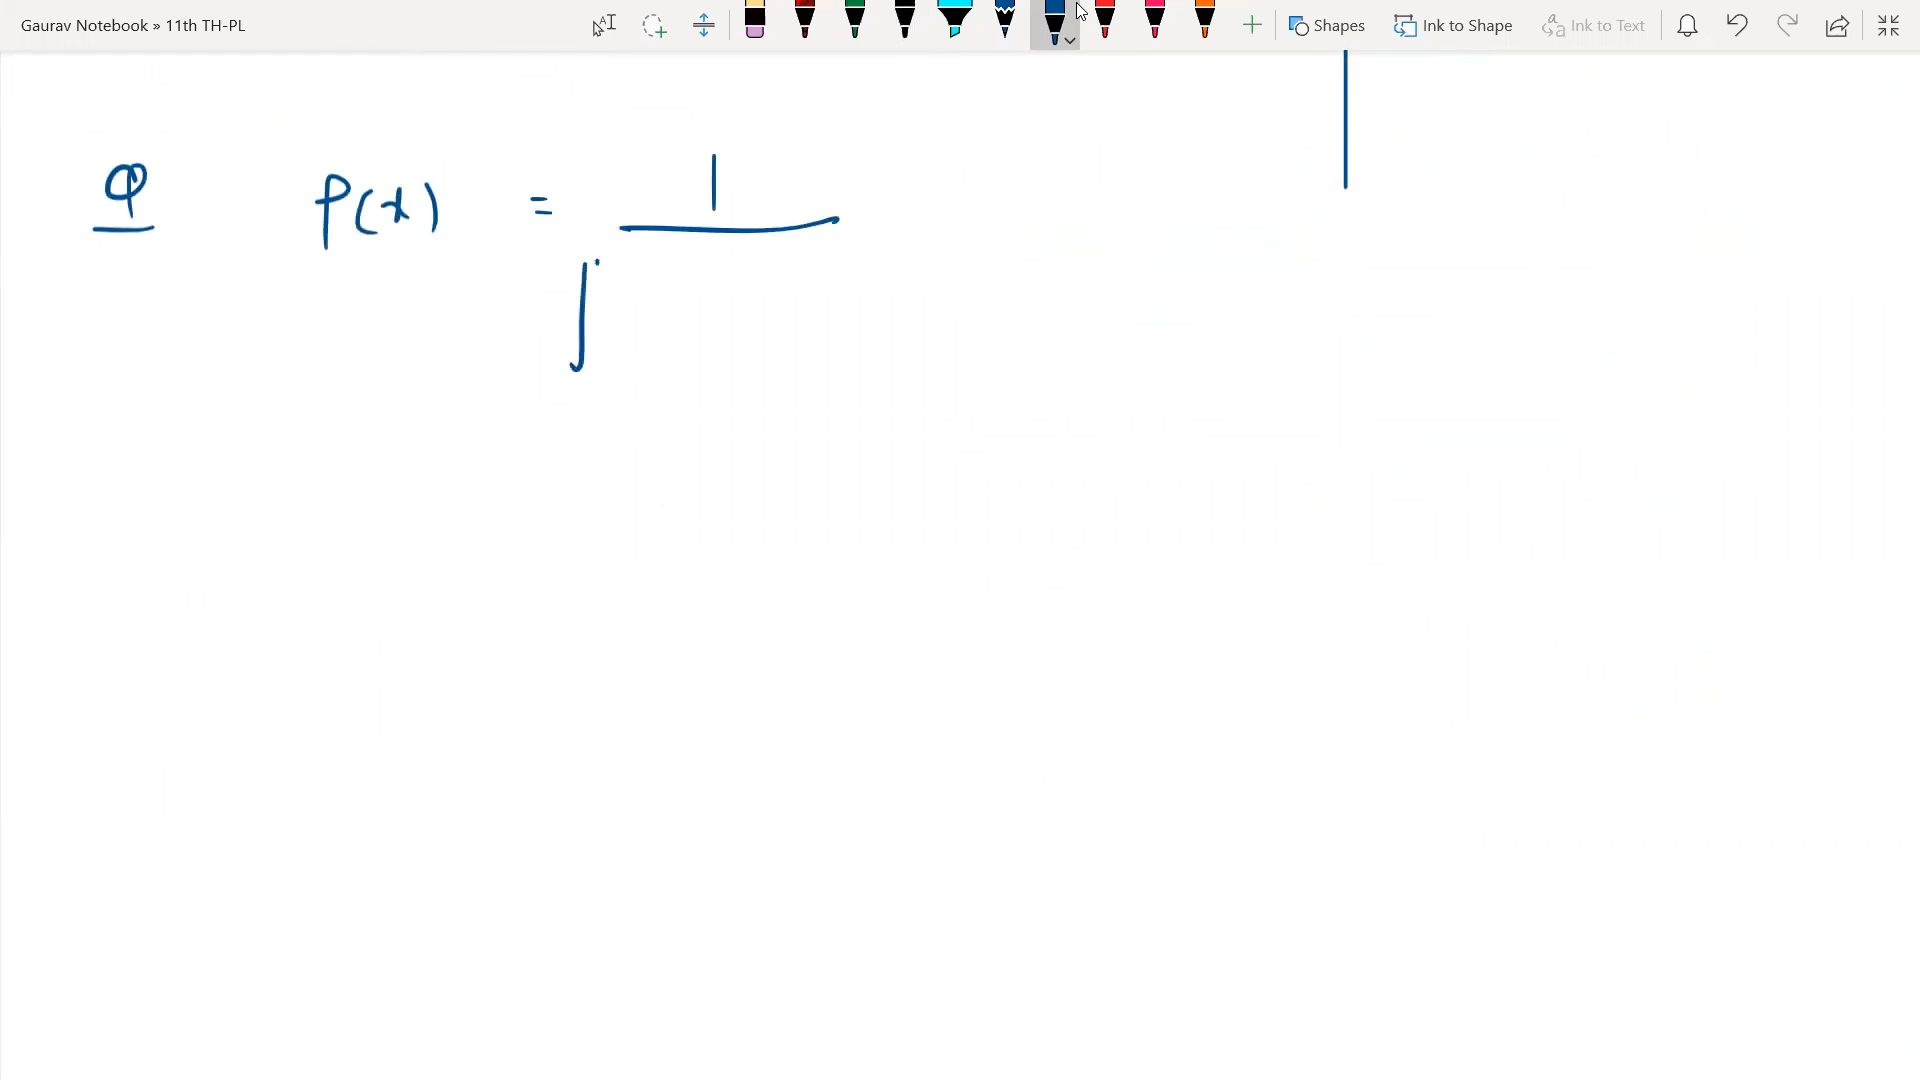 Gaurav Notebook » 11th TH-PL
Shapes
Ink to Shape
Ink to Text
Q P(x) = 1
∫